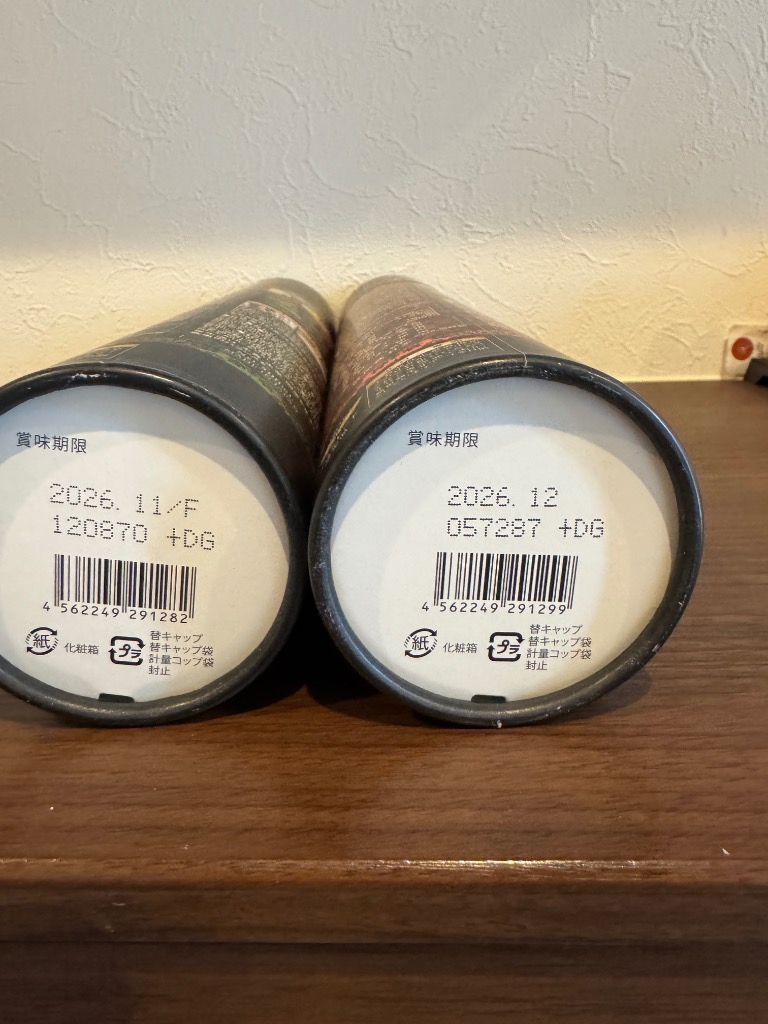 賞味期限
2026. 11/F
120870 +DG
4 562249 291282
紙
化粧箱
プラ
替キャップ
替キャップ袋
計量コップ袋
封止
賞味期限
2026. 12
057287 +DG
4 562249 291299
紙
化粧箱
プラ
替キャップ
替キャップ袋
計量コップ袋
封止